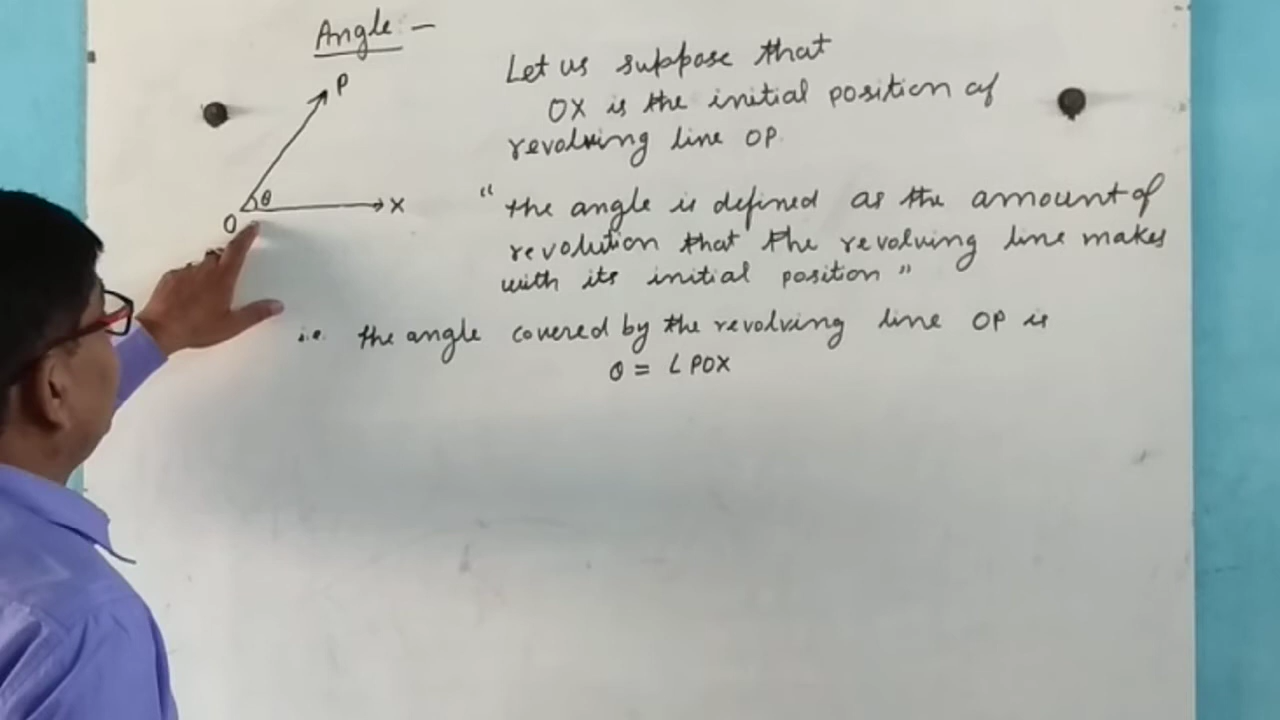 Angle :-
P
θ
O
X
Let us suppose that
OX is the initial position of
revolving line OP.
"the angle is defined as the amount of
revolution that the revolving line makes
with its initial position"
i.e. the angle covered by the revolving line OP is
θ = ∠POX